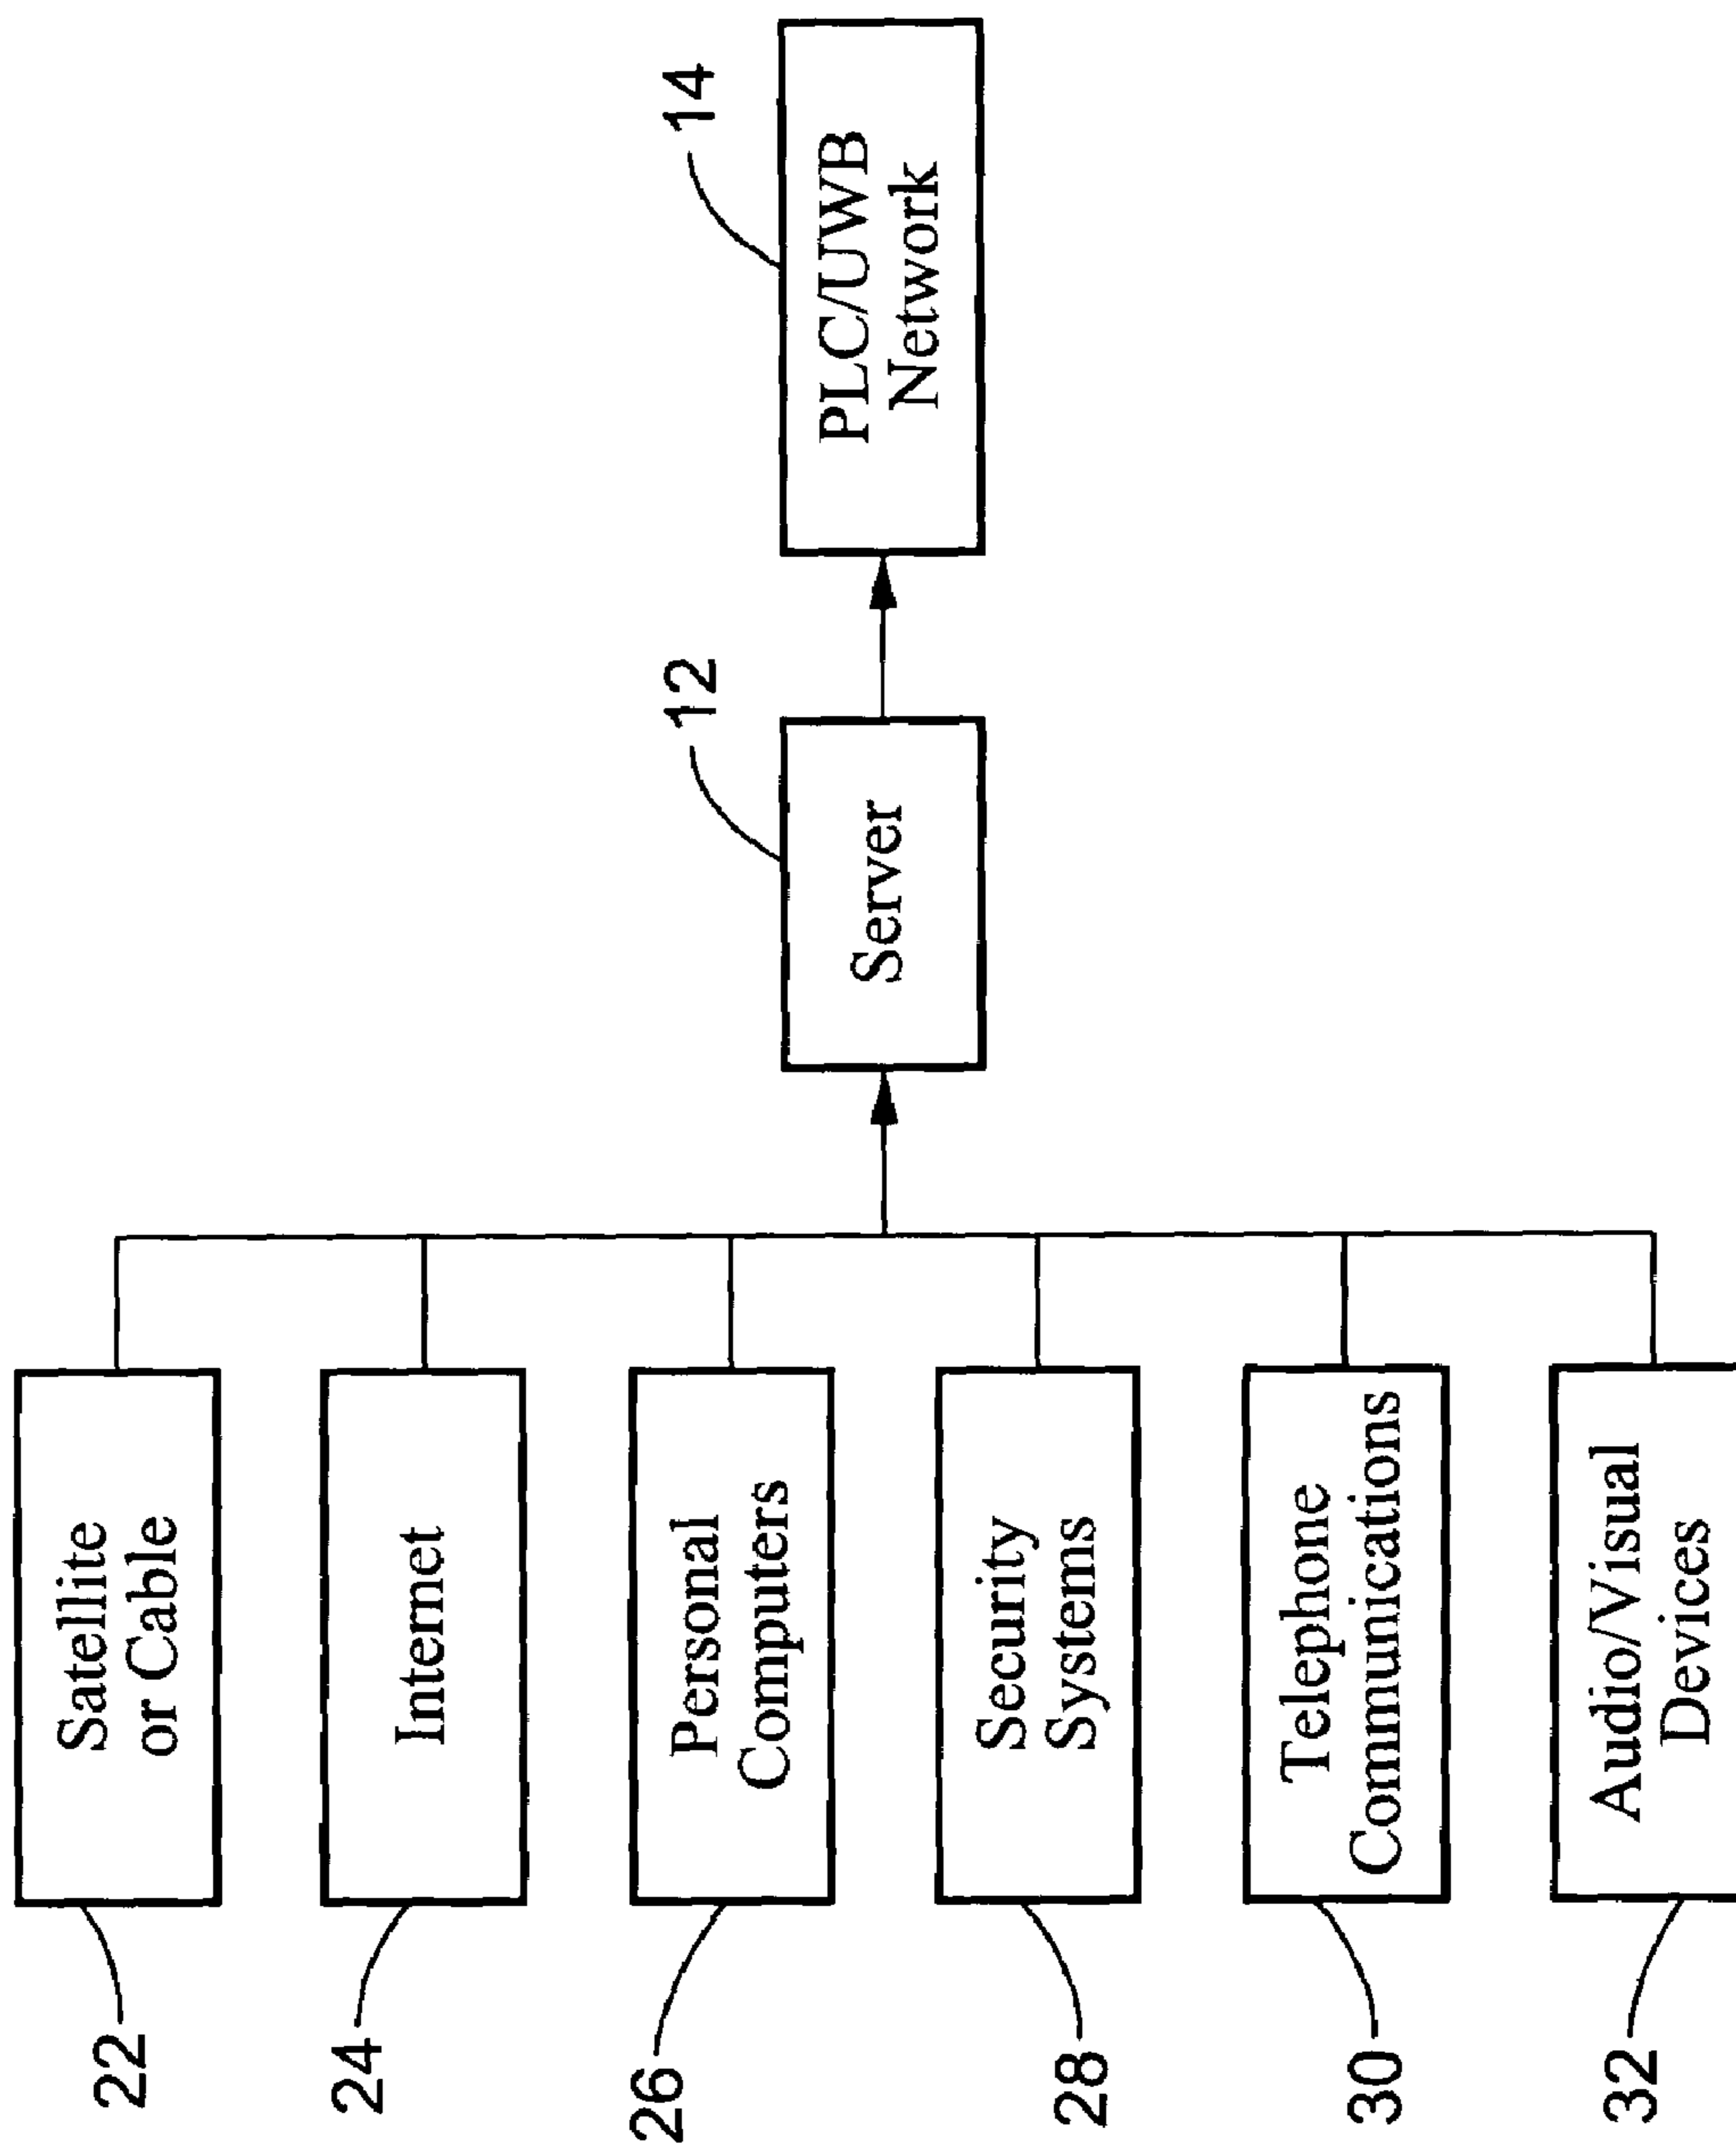 22
Satellite
or Cable
24
Internet
26
Personal
Computers
28
Security
Systems
30
Telephone
Communications
32
Audio/Visual
Devices
12
Server
14
PLC/UWB
Network